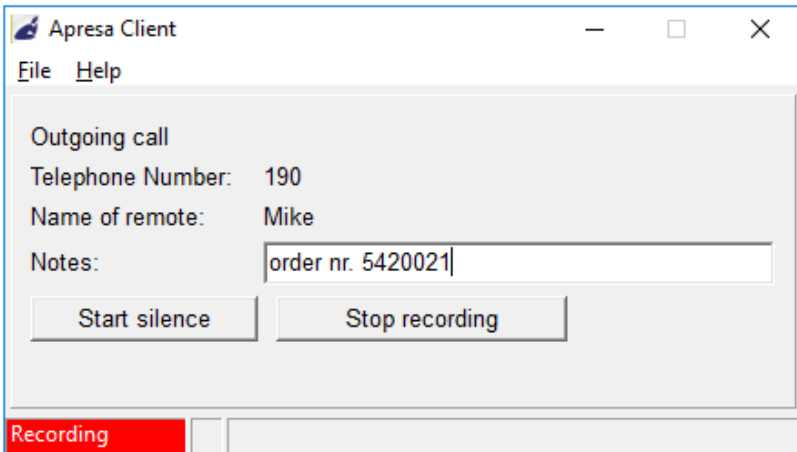 Apresa Client
File Help
Outgoing call
Telephone Number: 190
Name of remote: Mike
Notes: order nr. 5420021
Start silence Stop recording
Recording